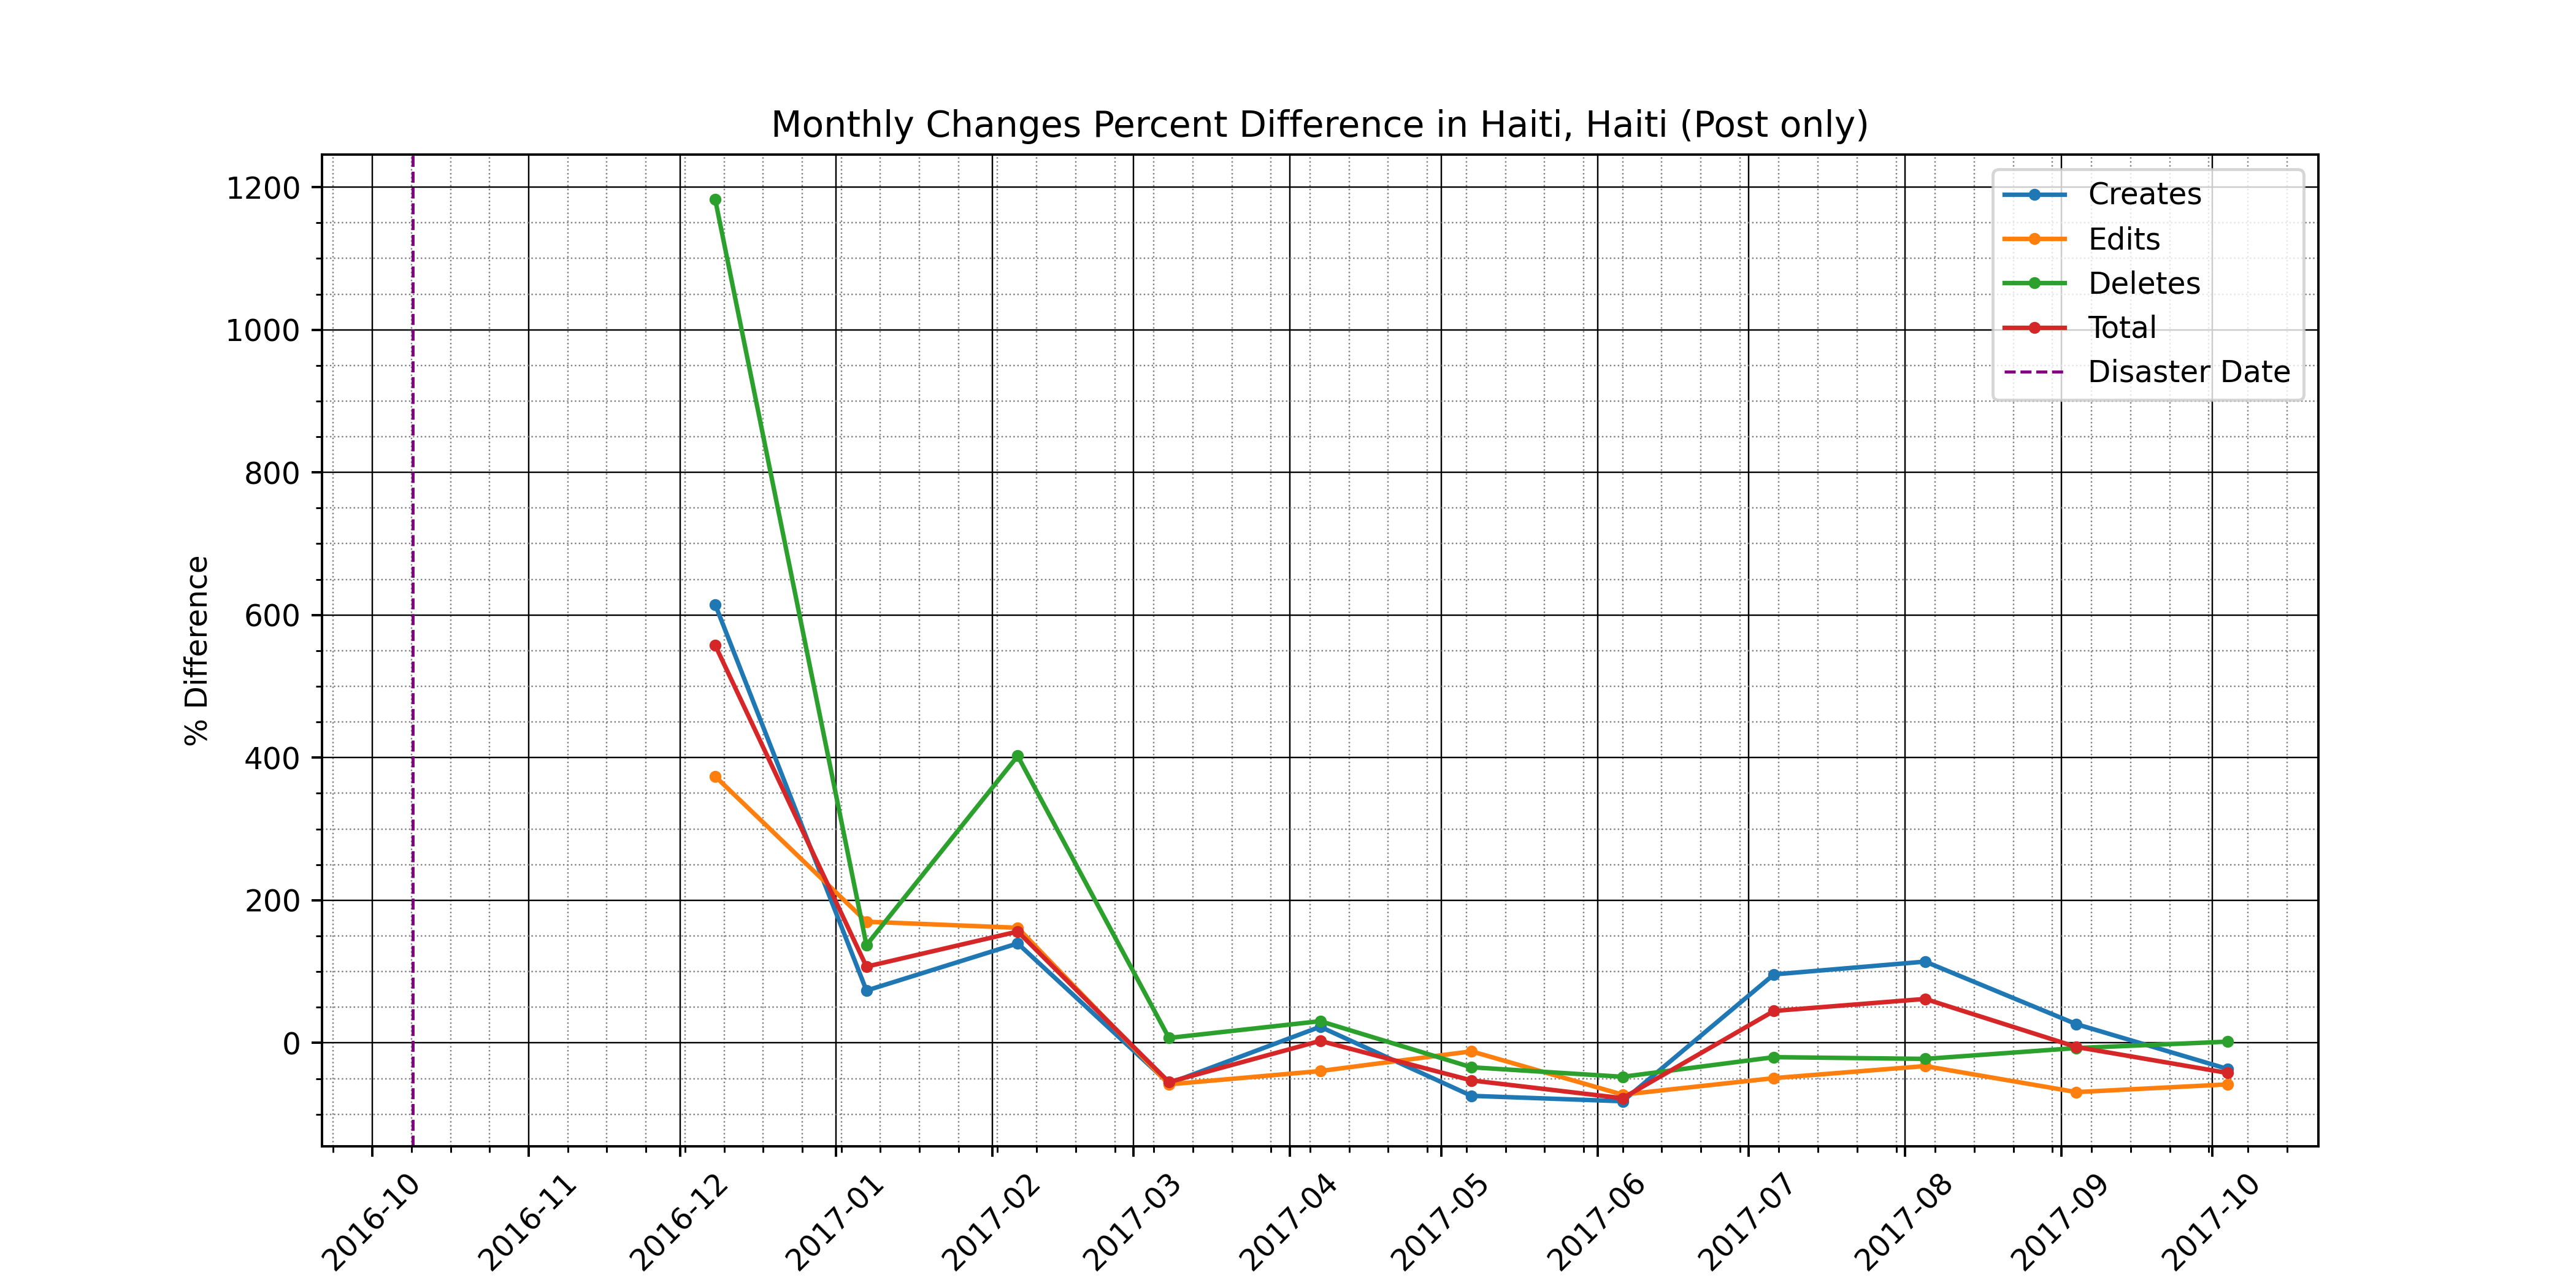 Monthly Changes Percent Difference in Haiti, Haiti (Post only)
% Difference
1200
1000
800
600
400
200
0
Creates
Edits
Deletes
Total
Disaster Date
2016-10
2016-11
2016-12
2017-01
2017-02
2017-03
2017-04
2017-05
2017-06
2017-07
2017-08
2017-09
2017-10